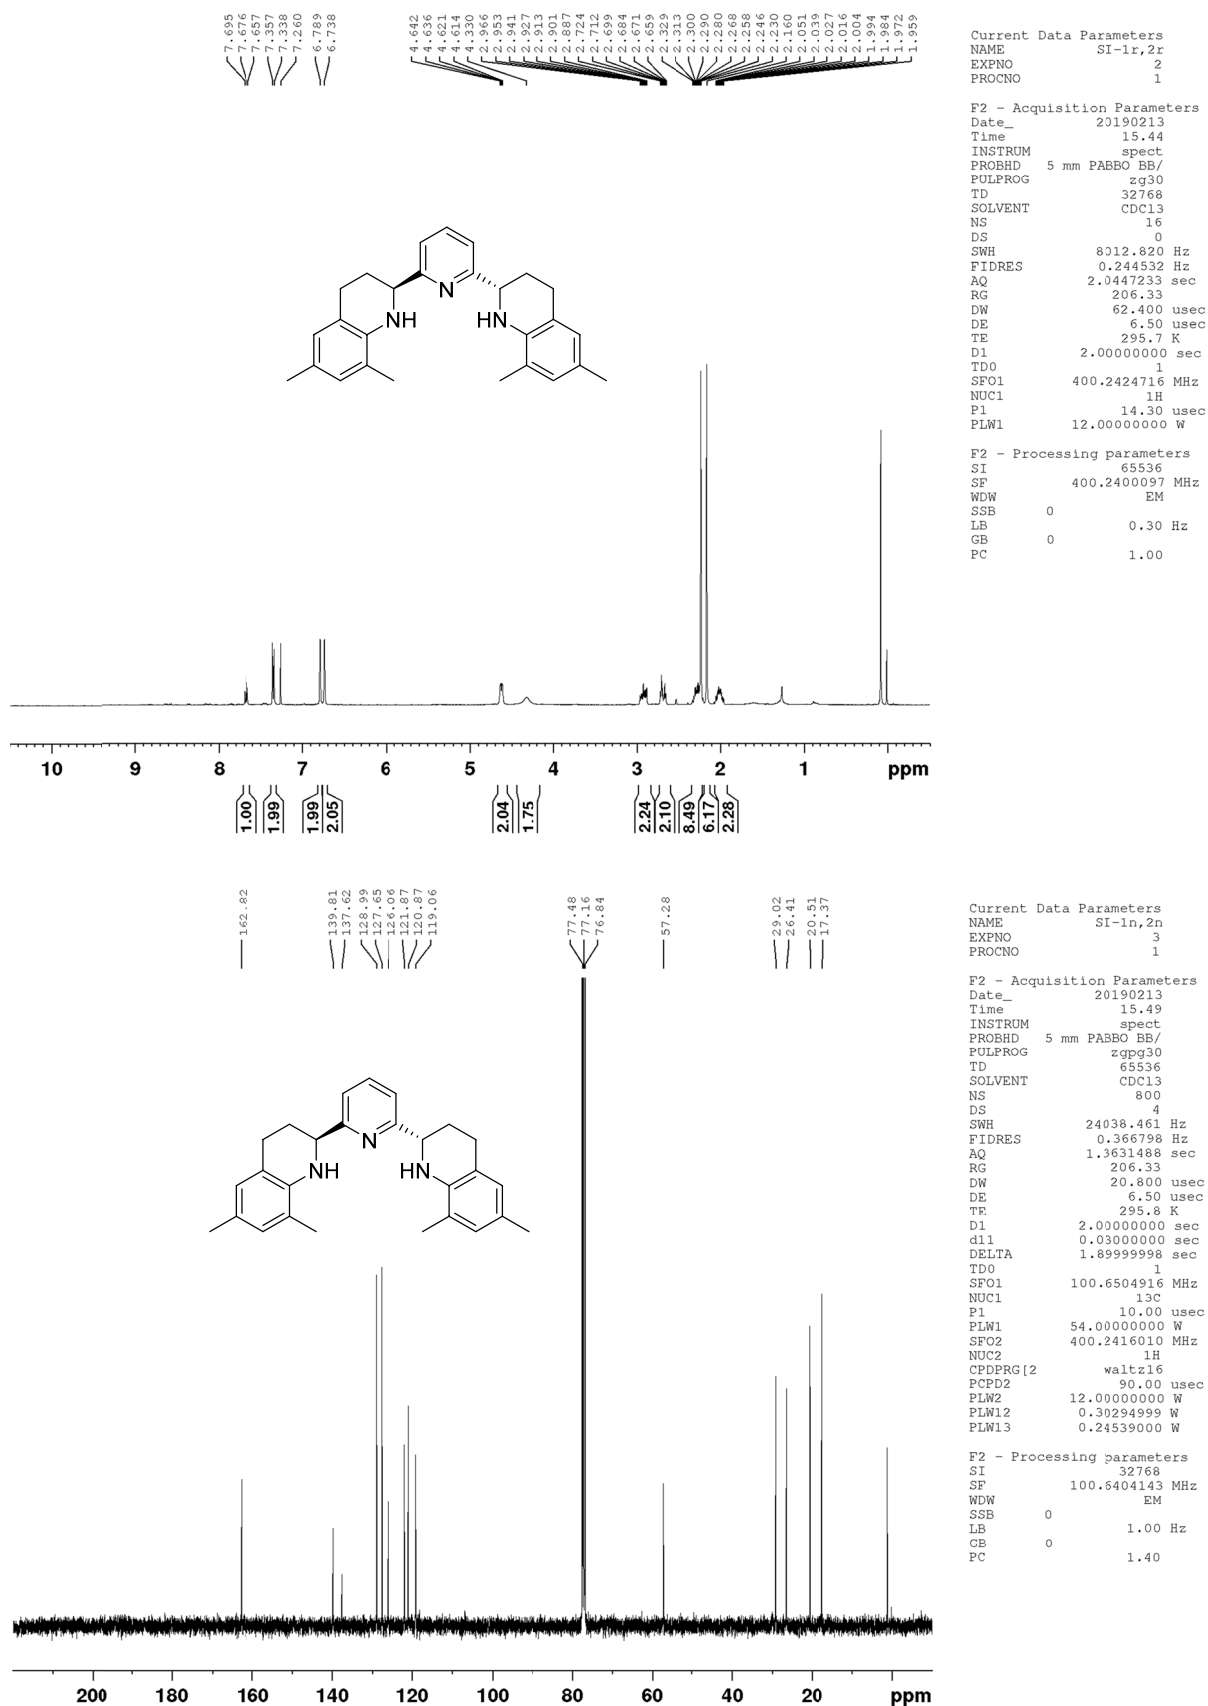 7.695
7.676
7.657
7.357
7.338
7.260
6.789
6.738
4.642
4.636
4.621
4.614
4.330
2.966
2.953
2.941
2.927
2.913
2.901
2.887
2.724
2.712
2.699
2.684
2.671
2.659
2.329
2.313
2.300
2.290
2.280
2.268
2.258
2.246
2.230
2.160
2.051
2.039
2.027
2.016
2.004
1.994
1.984
1.972
1.959
Current Data Parameters
NAME SI-1r,2r
EXPNO 2
PROCNO 1
F2 - Acquisition Parameters
Date_ 20190213
Time 15.44
INSTRUM spect
PROBHD 5 mm PABBO BB/
PULPROG zg30
TD 32768
SOLVENT CDCl3
NS 16
DS 0
SWH 8012.820 Hz
FIDRES 0.244532 Hz
AQ 2.0447233 sec
RG 206.33
DW 62.400 usec
DE 6.50 usec
TE 295.7 K
D1 2.00000000 sec
TD0 1
SFO1 400.2424716 MHz
NUC1 1H
P1 14.30 usec
PLW1 12.00000000 W
F2 - Processing parameters
SI 65536
SF 400.2400097 MHz
WDW EM
SSB 0
LB 0.30 Hz
GB 0
PC 1.00
N
NH HN
10 9 8 7 6 5 4 3 2 1 ppm
1.00
1.99
1.99
2.05
2.04
1.75
2.24
2.10
8.49
6.17
2.28
162.82
139.81
137.62
128.99
127.65
126.06
121.87
120.87
119.06
77.48
77.16
76.84
57.28
29.02
26.41
20.51
17.37
Current Data Parameters
NAME SI-1n,2n
EXPNO 3
PROCNO 1
F2 - Acquisition Parameters
Date_ 20190213
Time 15.49
INSTRUM spect
PROBHD 5 mm PABBO BB/
PULPROG zgpg30
TD 65536
SOLVENT CDCl3
NS 800
DS 4
SWH 24038.461 Hz
FIDRES 0.366798 Hz
AQ 1.3631488 sec
RG 206.33
DW 20.800 usec
DE 6.50 usec
TE 295.8 K
D1 2.00000000 sec
d11 0.03000000 sec
DELTA 1.89999998 sec
TD0 1
SFO1 100.6504916 MHz
NUC1 13C
P1 10.00 usec
PLW1 54.00000000 W
SFO2 400.2416010 MHz
NUC2 1H
CPDPRG[2 waltz16
PCPD2 90.00 usec
PLW2 12.00000000 W
PLW12 0.30294999 W
PLW13 0.24539000 W
F2 - Processing parameters
SI 32768
SF 100.6404143 MHz
WDW EM
SSB 0
LB 1.00 Hz
GB 0
PC 1.40
N
NH HN
200 180 160 140 120 100 80 60 40 20 ppm